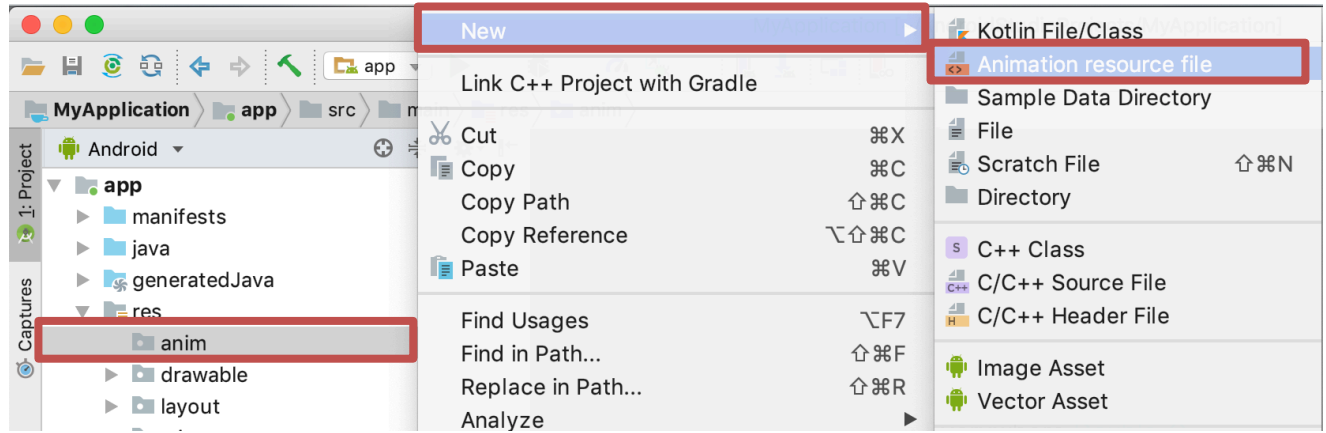 New
Kotlin File/Class
MyApplication]
app
Animation resource file
Link C++ Project with Gradle
Sample Data Directory
MyApplication
app
src
main
res
anim
File
Cut ⌘X
Scratch File ⇧⌘N
1: Project
Android
Copy ⌘C
Directory
app
Copy Path ⇧⌘C
manifests
Copy Reference ⌥⇧⌘C
S C++ Class
java
Paste ⌘V
C++ C/C++ Source File
generatedJava
H C/C++ Header File
Captures
res
Find Usages ⌥F7
anim
Find in Path... ⇧⌘F
Image Asset
drawable
Replace in Path... ⇧⌘R
Vector Asset
layout
Analyze